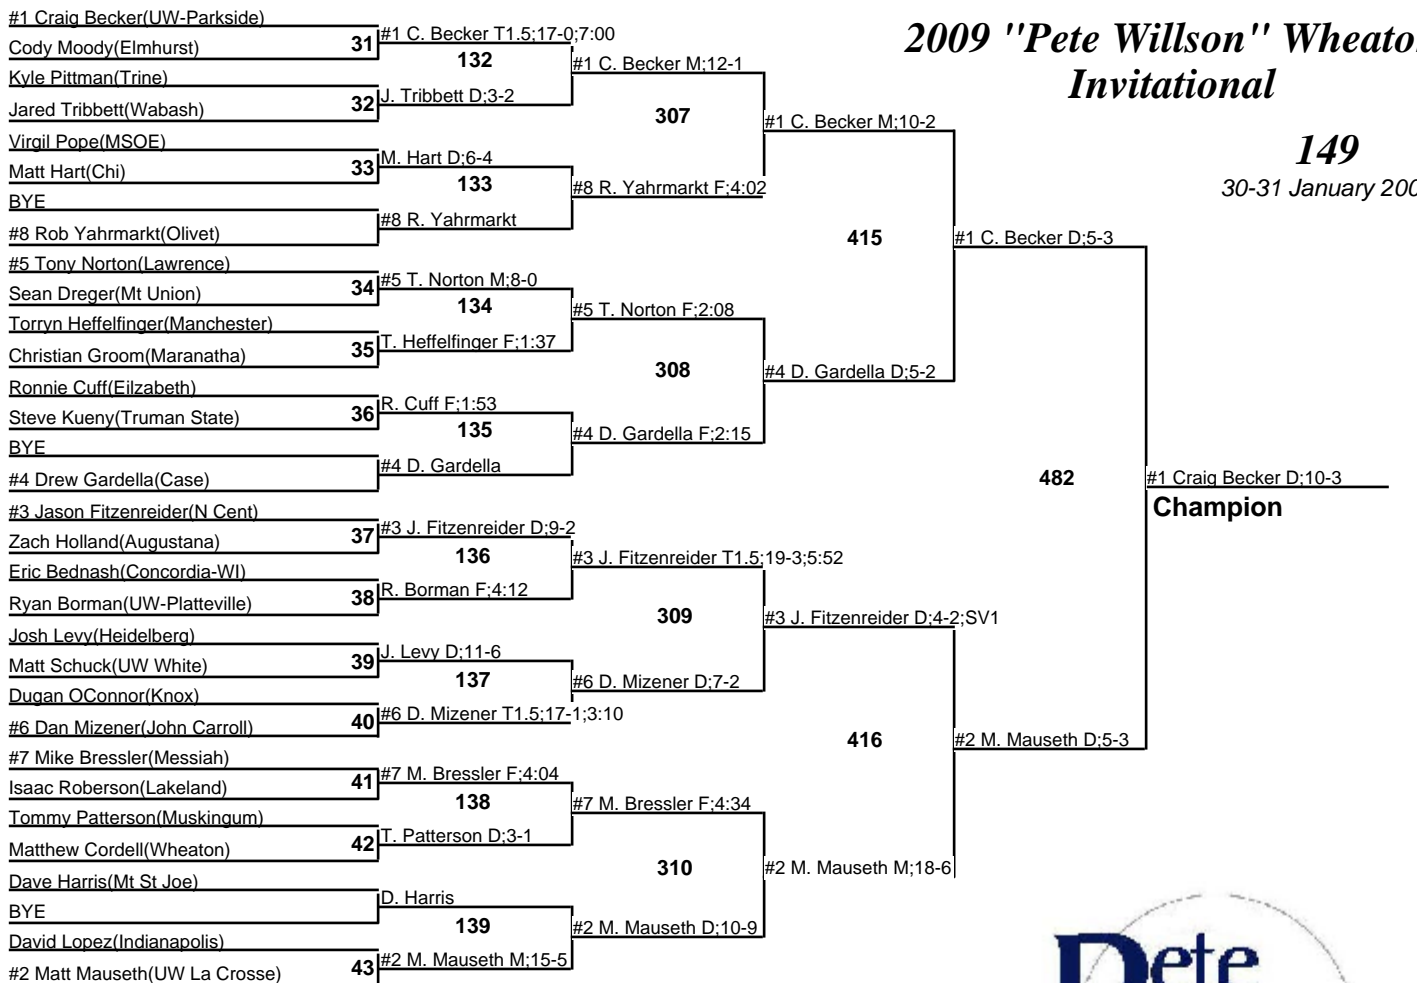 #1 Craig Becker(UW-Parkside)
Cody Moody(Elmhurst)
Kyle Pittman(Trine)
Jared Tribbett(Wabash)
Virgil Pope(MSOE)
Matt Hart(Chi)
BYE
#8 Rob Yahrmarkt(Olivet)
#5 Tony Norton(Lawrence)
Sean Dreger(Mt Union)
Torryn Heffelfinger(Manchester)
Christian Groom(Maranatha)
Ronnie Cuff(Eilzabeth)
Steve Kueny(Truman State)
BYE
#4 Drew Gardella(Case)
#3 Jason Fitzenreider(N Cent)
Zach Holland(Augustana)
Eric Bednash(Concordia-WI)
Ryan Borman(UW-Platteville)
Josh Levy(Heidelberg)
Matt Schuck(UW White)
Dugan OConnor(Knox)
#6 Dan Mizener(John Carroll)
#7 Mike Bressler(Messiah)
Isaac Roberson(Lakeland)
Tommy Patterson(Muskingum)
Matthew Cordell(Wheaton)
Dave Harris(Mt St Joe)
BYE
David Lopez(Indianapolis)
#2 Matt Mauseth(UW La Crosse)
31
32
33
34
35
36
37
38
39
40
41
42
43
#1 C. Becker T1.5;17-0;7:00
132
J. Tribbett D;3-2
M. Hart D;6-4
133
#8 R. Yahrmarkt
#5 T. Norton M;8-0
134
T. Heffelfinger F;1:37
R. Cuff F;1:53
135
#4 D. Gardella
#3 J. Fitzenreider D;9-2
136
R. Borman F;4:12
J. Levy D;11-6
137
#6 D. Mizener T1.5;17-1;3:10
#7 M. Bressler F;4:04
138
T. Patterson D;3-1
D. Harris
139
#2 M. Mauseth M;15-5
#1 C. Becker M;12-1
307
#8 R. Yahrmarkt F;4:02
#5 T. Norton F;2:08
308
#4 D. Gardella F;2:15
#3 J. Fitzenreider T1.5;19-3;5:52
309
#6 D. Mizener D;7-2
#7 M. Bressler F;4:34
310
#2 M. Mauseth D;10-9
#1 C. Becker M;10-2
415
#4 D. Gardella D;5-2
#3 J. Fitzenreider D;4-2;SV1
416
#2 M. Mauseth M;18-6
#1 C. Becker D;5-3
482
#2 M. Mauseth D;5-3
#1 Craig Becker D;10-3
Champion
2009 "Pete Willson" Wheato
Invitational
149
30-31 January 200
Pete